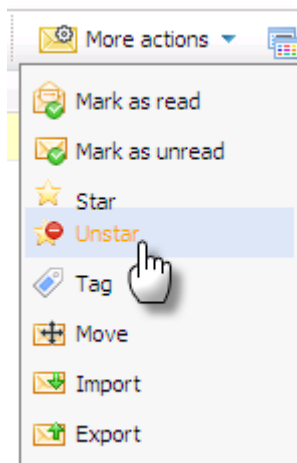 More actions
Mark as read
Mark as unread
Star
Unstar
Tag
Move
Import
Export